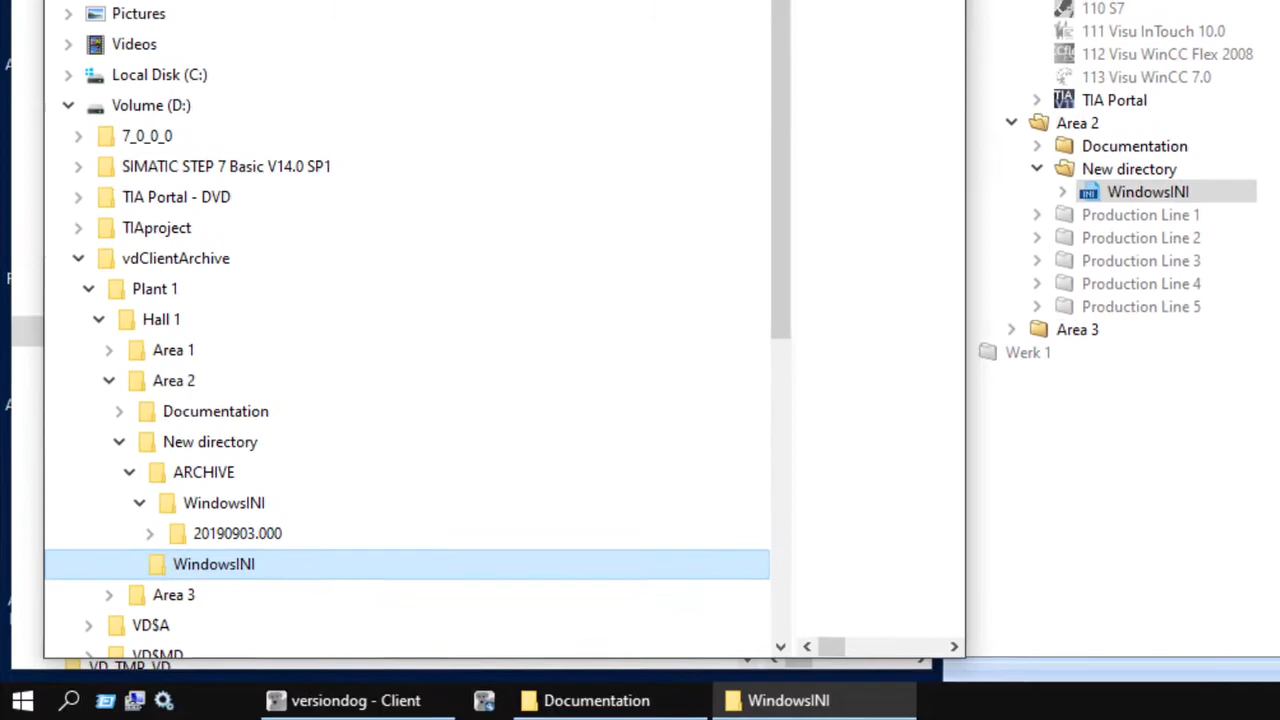 Pictures
Videos
Local Disk (C:)
Volume (D:)
7_0_0_0
SIMATIC STEP 7 Basic V14.0 SP1
TIA Portal - DVD
TIAproject
vdClientArchive
Plant 1
Hall 1
Area 1
Area 2
Documentation
New directory
ARCHIVE
WindowsINI
20190903.000
WindowsINI
Area 3
VD$A
VD$MD
VD_TMP_VD
110 S7
111 Visu InTouch 10.0
112 Visu WinCC Flex 2008
113 Visu WinCC 7.0
TIA Portal
Area 2
Documentation
New directory
WindowsINI
Production Line 1
Production Line 2
Production Line 3
Production Line 4
Production Line 5
Area 3
Werk 1
versiondog - Client
Documentation
WindowsINI